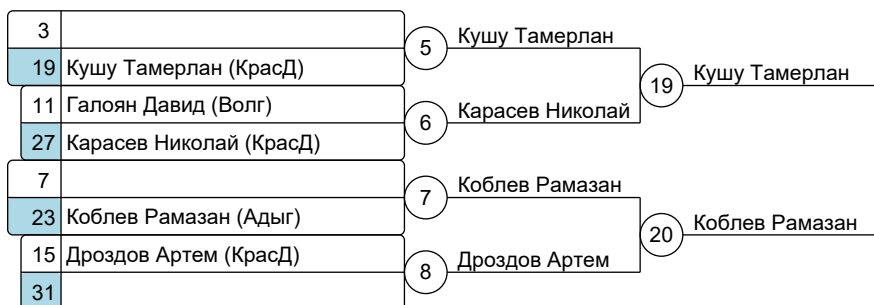 3
19 Кушу Тамерлан (КрасД)
11 Галоян Давид (Волг)
27 Карасев Николай (КрасД)
7
23 Коблев Рамазан (Адыг)
15 Дроздов Артем (КрасД)
31
5 Кушу Тамерлан
6 Карасев Николай
7 Коблев Рамазан
8 Дроздов Артем
19 Кушу Тамерлан
20 Коблев Рамазан